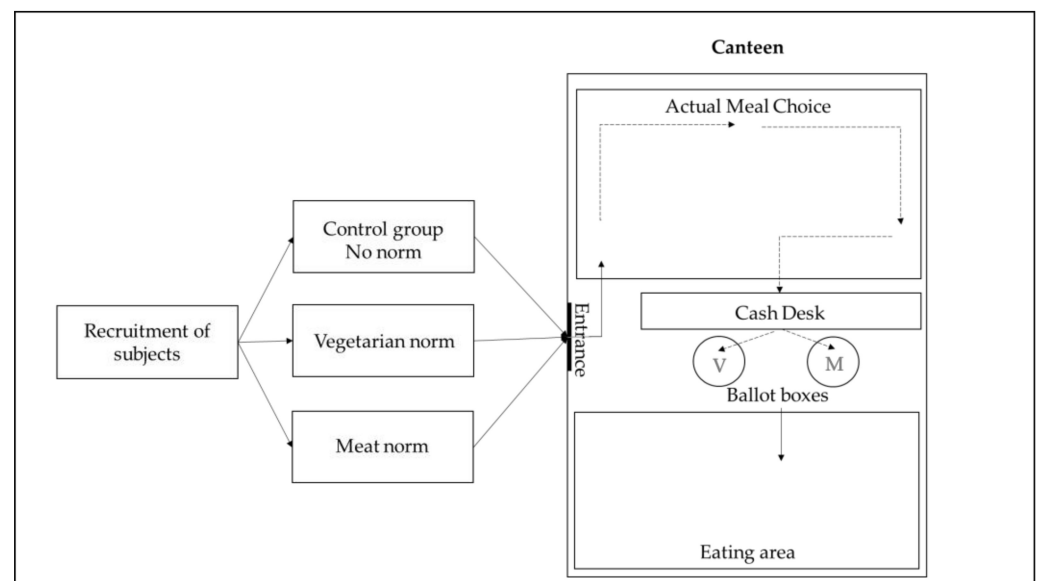 Canteen
Actual Meal Choice
Control group
No norm
Recruitment of
subjects
Vegetarian norm
Meat norm
Entrance
Cash Desk
V
M
Ballot boxes
Eating area